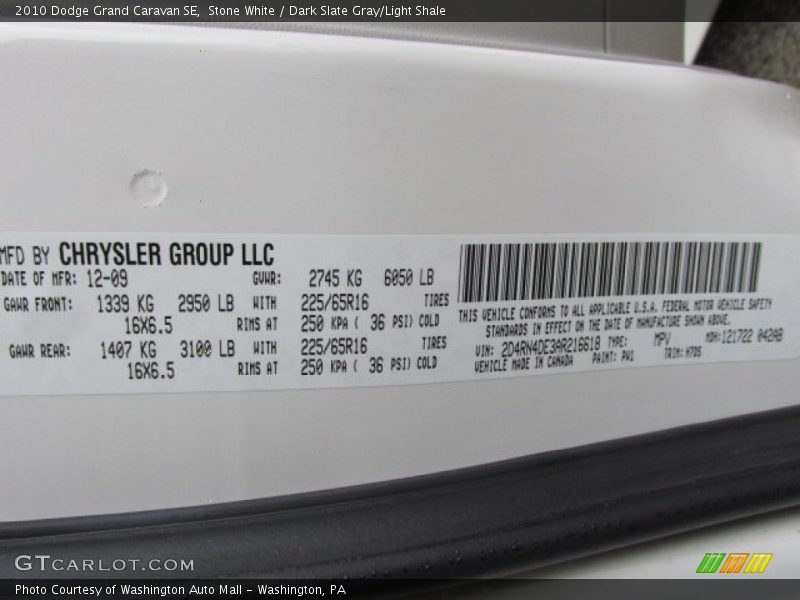 2010 Dodge Grand Caravan SE, Stone White / Dark Slate Gray/Light Shale
MFD BY CHRYSLER GROUP LLC
DATE OF MFR: 12-09 GVWR: 2745 KG 6050 LB
GAWR FRONT: 1339 KG 2950 LB WITH 225/65R16 TIRES
16X6.5 RIMS AT 250 KPA ( 36 PSI) COLD
GAWR REAR: 1407 KG 3100 LB WITH 225/65R16 TIRES
16X6.5 RIMS AT 250 KPA ( 36 PSI) COLD
THIS VEHICLE CONFORMS TO ALL APPLICABLE U.S.A. FEDERAL MOTOR VEHICLE SAFETY
STANDARDS IN EFFECT ON THE DATE OF MANUFACTURE SHOWN ABOVE.
VIN: 2D4RN4DE3AR216618 TYPE: MPV MDH:121722 042AB
VEHICLE MADE IN CANADA PAINT: PW1 TRIM: H7DS
GTCARLOT.COM
Photo Courtesy of Washington Auto Mall - Washington, PA